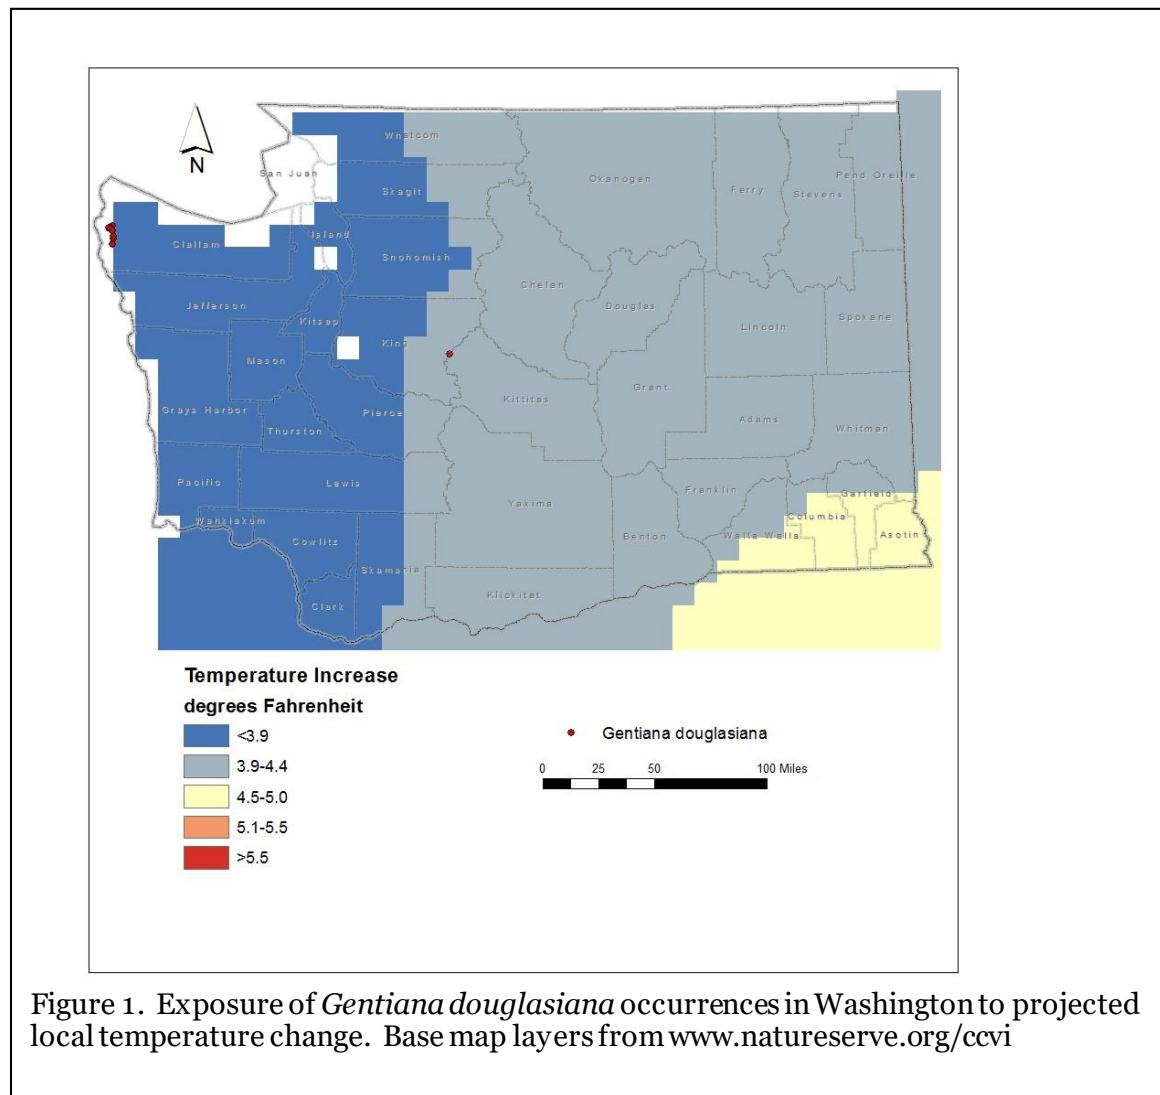 Whatcom
San Juan
Okanogan
Pend Oreille
Skagit
Ferry
Stevens
Island
Clallam
Snohomish
Chelan
Jefferson
Douglas
Spokane
Kitsap
Lincoln
King
Mason
Grant
Kittitas
Grays Harbor
Pierce
Adams
Thurston
Whitman
Pacific
Lewis
Franklin
Garfield
Yakima
Wahkiakum
Columbia
Cowlitz
Benton
Walla Walla
Asotin
Skamania
Klickitat
Clark
N
Temperature Increase
degrees Fahrenheit
<3.9
3.9-4.4
4.5-5.0
5.1-5.5
>5.5
Gentiana douglasiana
0 25 50 100 Miles
Figure 1. Exposure of Gentiana douglasiana occurrences in Washington to projected
local temperature change. Base map layers from www.natureserve.org/ccvi